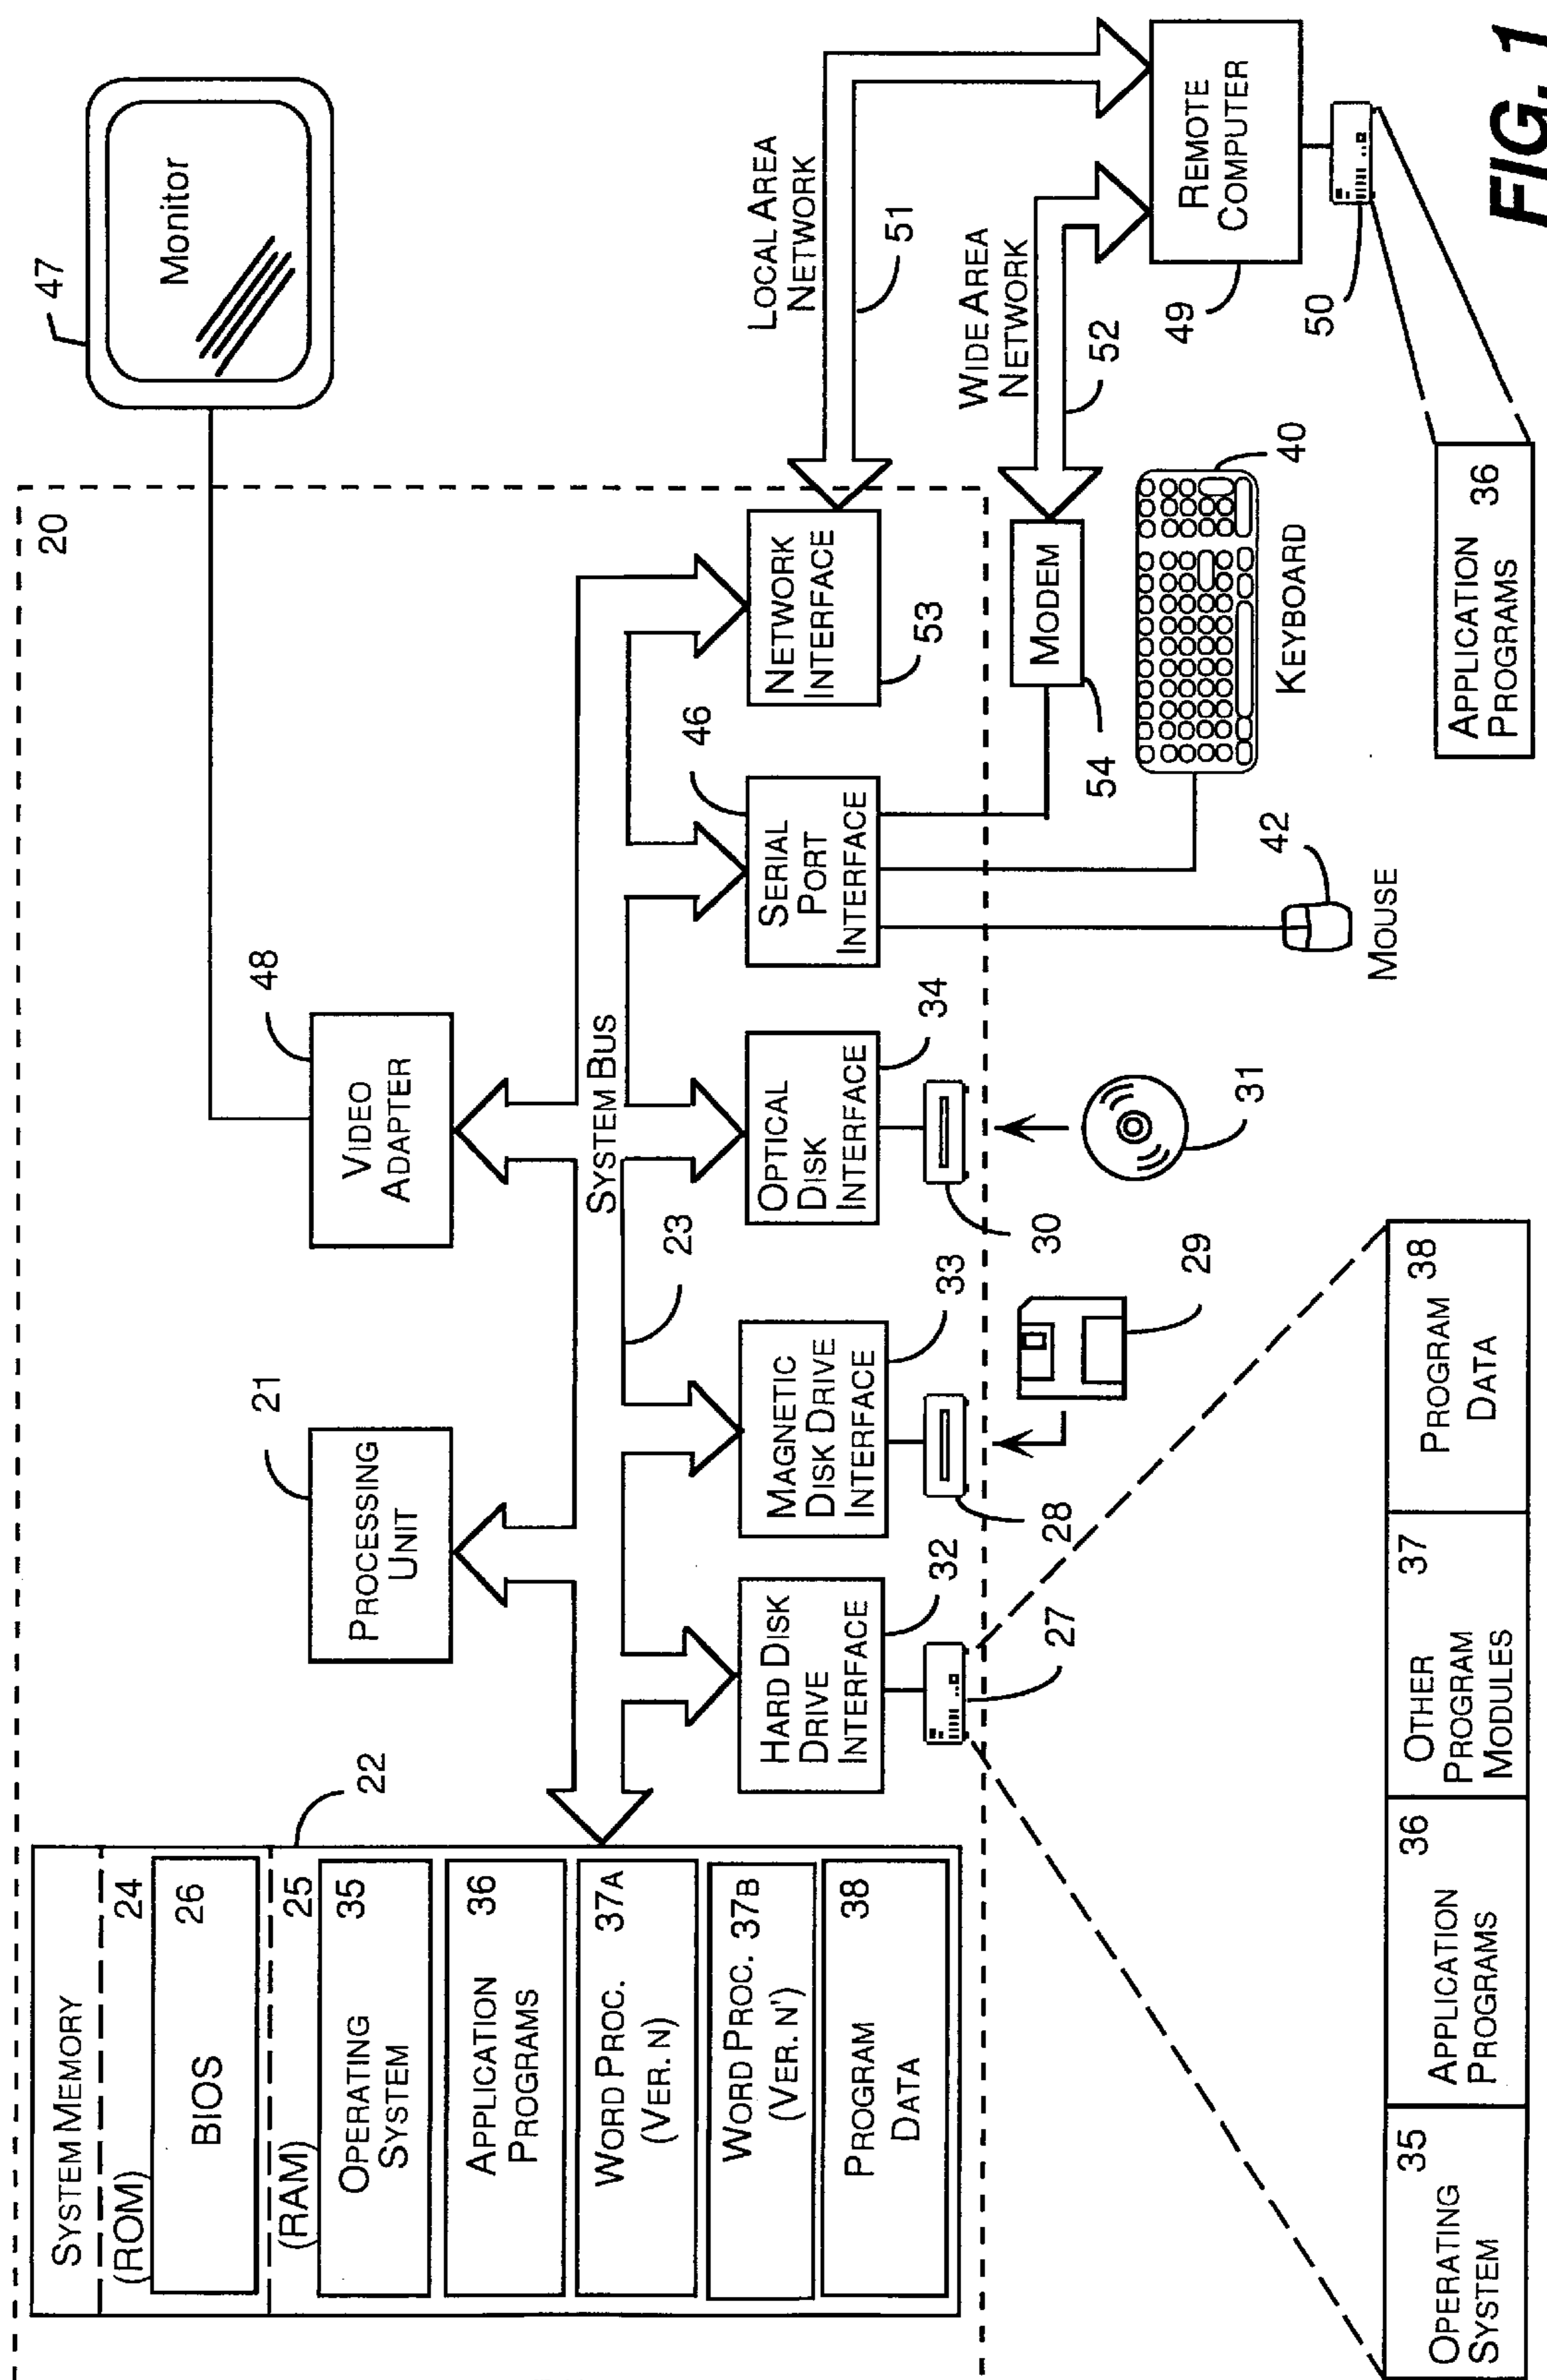 20
SYSTEM MEMORY
(ROM) 24
BIOS 26
(RAM) 25
OPERATING
SYSTEM
35
APPLICATION
PROGRAMS
36
WORD PROC.
(VER. N)
37A
WORD PROC.
(VER. N')
37B
PROGRAM
DATA
38
22
PROCESSING
UNIT
21
VIDEO
ADAPTER
48
47
Monitor
SYSTEM BUS
23
HARD DISK
DRIVE
INTERFACE
32
MAGNETIC
DISK DRIVE
INTERFACE
33
OPTICAL
DISK
INTERFACE
34
SERIAL
PORT
INTERFACE
46
NETWORK
INTERFACE
53
LOCAL AREA
NETWORK
51
27
28
30
29
31
MODEM
54
WIDE AREA
NETWORK
52
REMOTE
COMPUTER
49
50
40
KEYBOARD
42
MOUSE
OPERATING
SYSTEM
35
APPLICATION
PROGRAMS
36
OTHER
PROGRAM
MODULES
37
PROGRAM
DATA
38
APPLICATION
PROGRAMS
36
FIG. 1